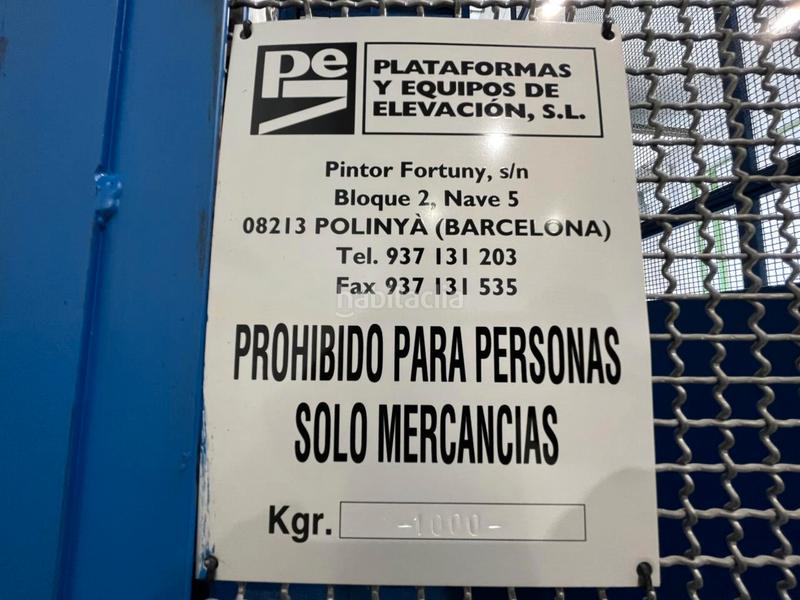 pe
PLATAFORMAS
Y EQUIPOS DE
ELEVACIÓN, S.L.
Pintor Fortuny, s/n
Bloque 2, Nave 5
08213 POLINYÀ (BARCELONA)
Tel. 937 131 203
Fax 937 131 535
habitaclia
PROHIBIDO PARA PERSONAS
SOLO MERCANCIAS
Kgr. -1000-